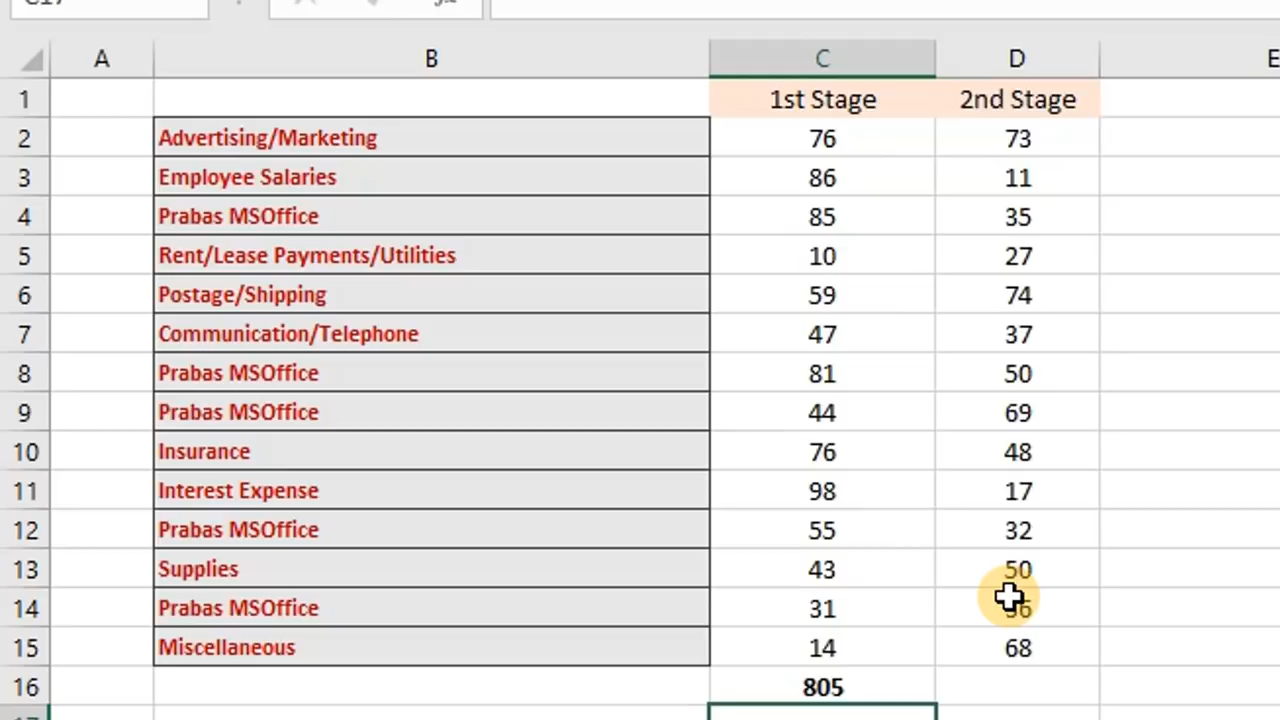 A B C D E
1 1st Stage 2nd Stage
2 Advertising/Marketing 76 73
3 Employee Salaries 86 11
4 Prabas MSOffice 85 35
5 Rent/Lease Payments/Utilities 10 27
6 Postage/Shipping 59 74
7 Communication/Telephone 47 37
8 Prabas MSOffice 81 50
9 Prabas MSOffice 44 69
10 Insurance 76 48
11 Interest Expense 98 17
12 Prabas MSOffice 55 32
13 Supplies 43 50
14 Prabas MSOffice 31
15 Miscellaneous 14 68
16 805